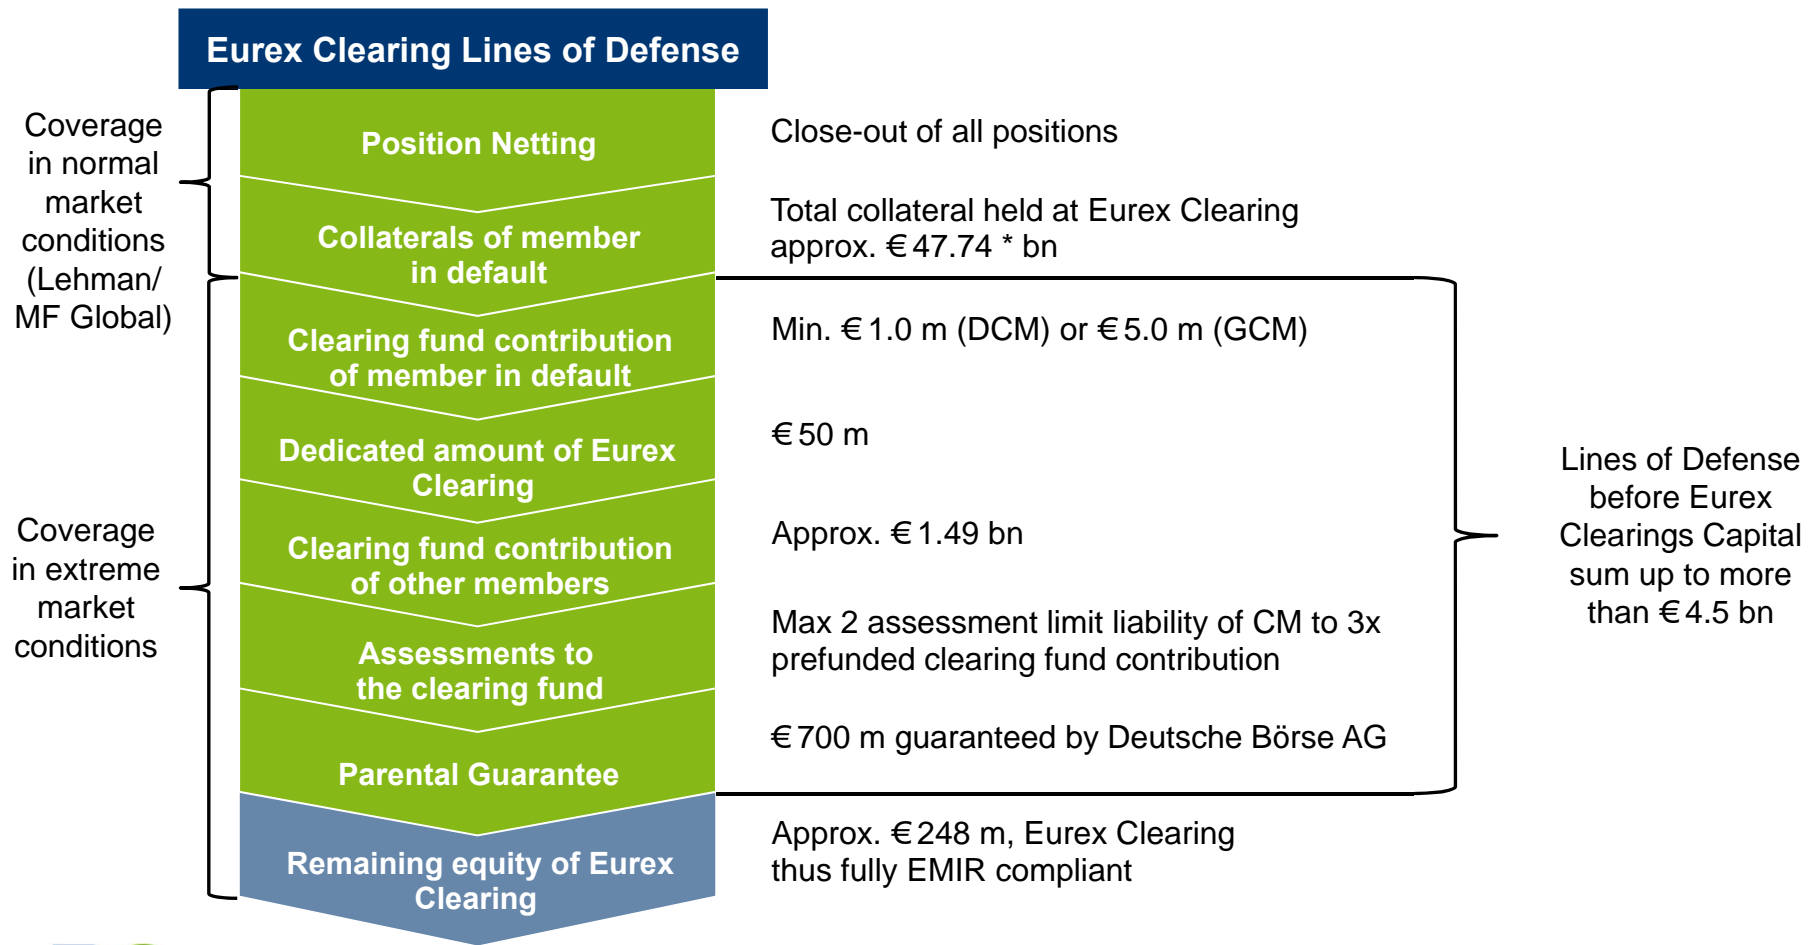 Eurex Clearing Lines of Defense
Coverage
in normal
market
conditions
(Lehman/
MF Global)
Position Netting
Close-out of all positions
Collaterals of member
in default
Total collateral held at Eurex Clearing
approx. €47.74 * bn
Clearing fund contribution
of member in default
Min. €1.0 m (DCM) or €5.0 m (GCM)
Dedicated amount of Eurex
Clearing
€50 m
Coverage
in extreme
market
conditions
Clearing fund contribution
of other members
Approx. €1.49 bn
Assessments to
the clearing fund
Max 2 assessment limit liability of CM to 3x
prefunded clearing fund contribution
Parental Guarantee
€700 m guaranteed by Deutsche Börse AG
Lines of Defense
before Eurex
Clearings Capital
sum up to more
than €4.5 bn
Remaining equity of Eurex
Clearing
Approx. €248 m, Eurex Clearing
thus fully EMIR compliant